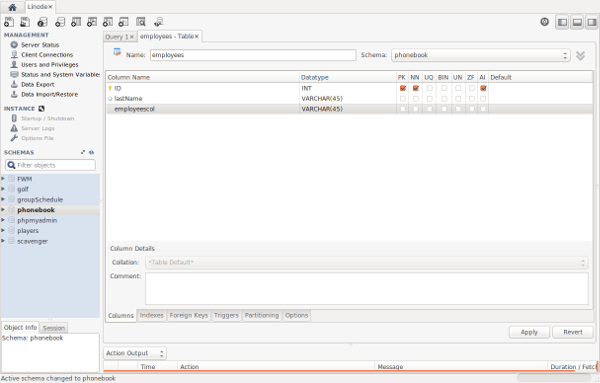 Linode ×
MANAGEMENT
Server Status
Client Connections
Users and Privileges
Status and System Variable
Data Export
Data Import/Restore
INSTANCE
Startup / Shutdown
Server Logs
Options File
SCHEMAS
Filter objects
FWM
golf
groupSchedule
phonebook
phpmyadmin
players
scavenger
Object Info Session
Schema: phonebook
Query 1 × employees - Table ×
Name: employees Schema: phonebook
Column Name Datatype PK NN UQ BIN UN ZF AI Default
ID INT
lastName VARCHAR(45)
employeescol VARCHAR(45)
Column Details
Collation: *Table Default*
Comment:
Columns Indexes Foreign Keys Triggers Partitioning Options
Apply Revert
Action Output
Time Action Message Duration / Fetch
Active schema changed to phonebook